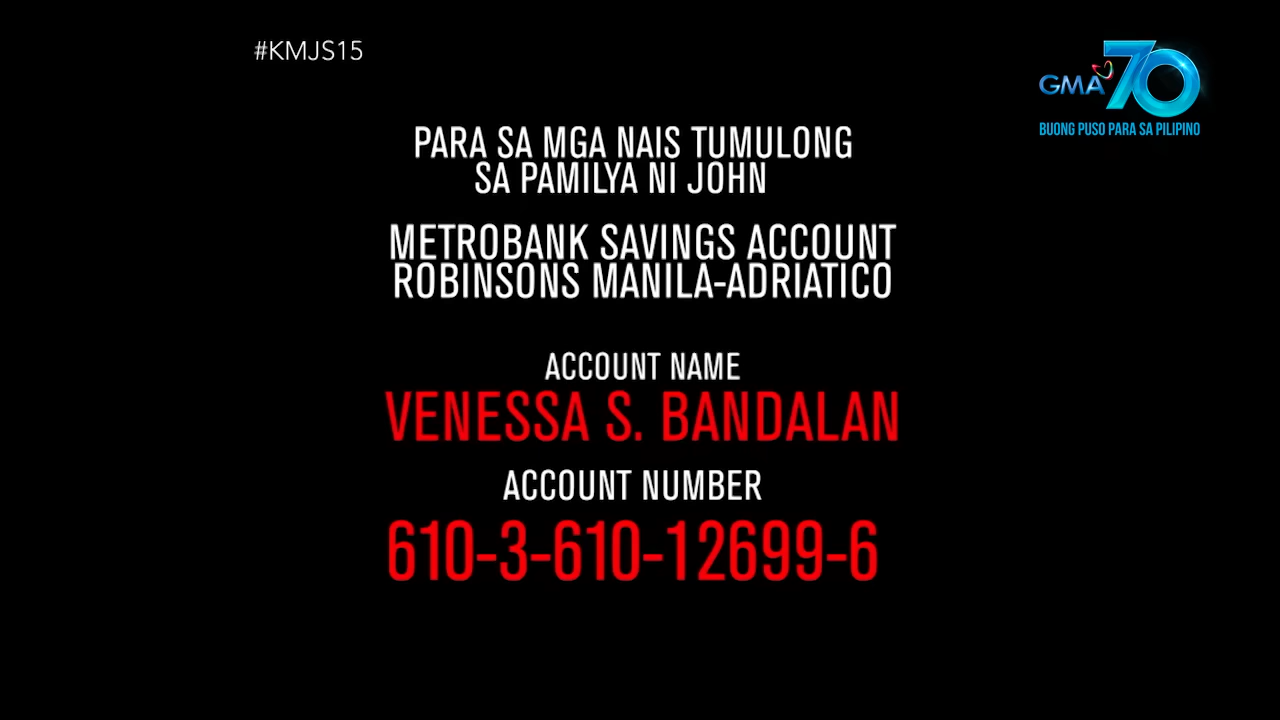 #KMJS15
GMA 70
BUONG PUSO PARA SA PILIPINO
PARA SA MGA NAIS TUMULONG
SA PAMILYA NI JOHN
METROBANK SAVINGS ACCOUNT
ROBINSONS MANILA-ADRIATICO
ACCOUNT NAME
VENESSA S. BANDALAN
ACCOUNT NUMBER
610-3-610-12699-6